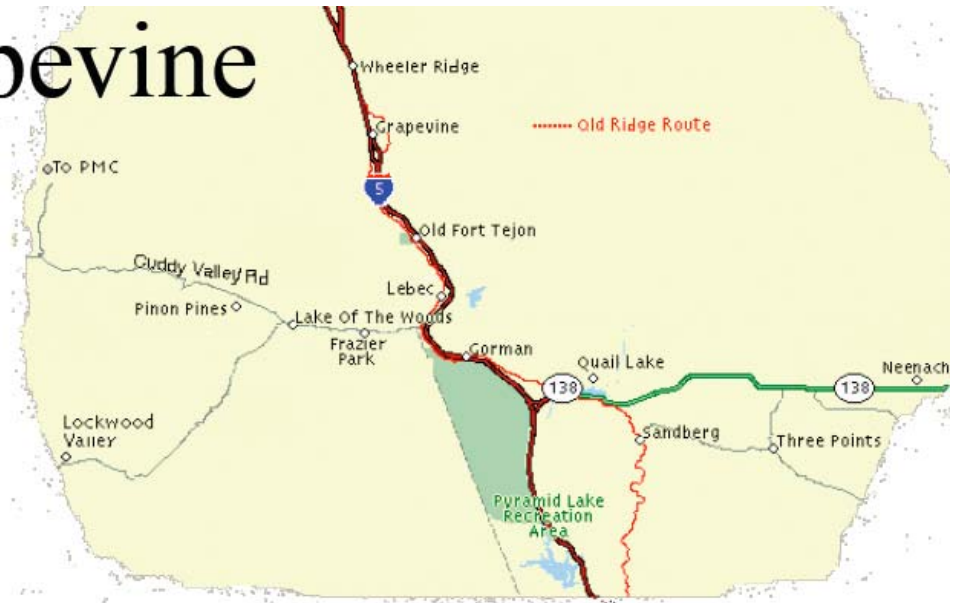 pevine
Wheeler Ridge
Grapevine
Old Ridge Route
To PMC
5
Old Fort Tejon
Cuddy Valley Rd
Lebec
Pinon Pines
Lake Of The Woods
Frazier
Park
Gorman
Quail Lake
Neenach
138
138
Lockwood
Valley
Sandberg
Three Points
Pyramid Lake
Recreation
Area